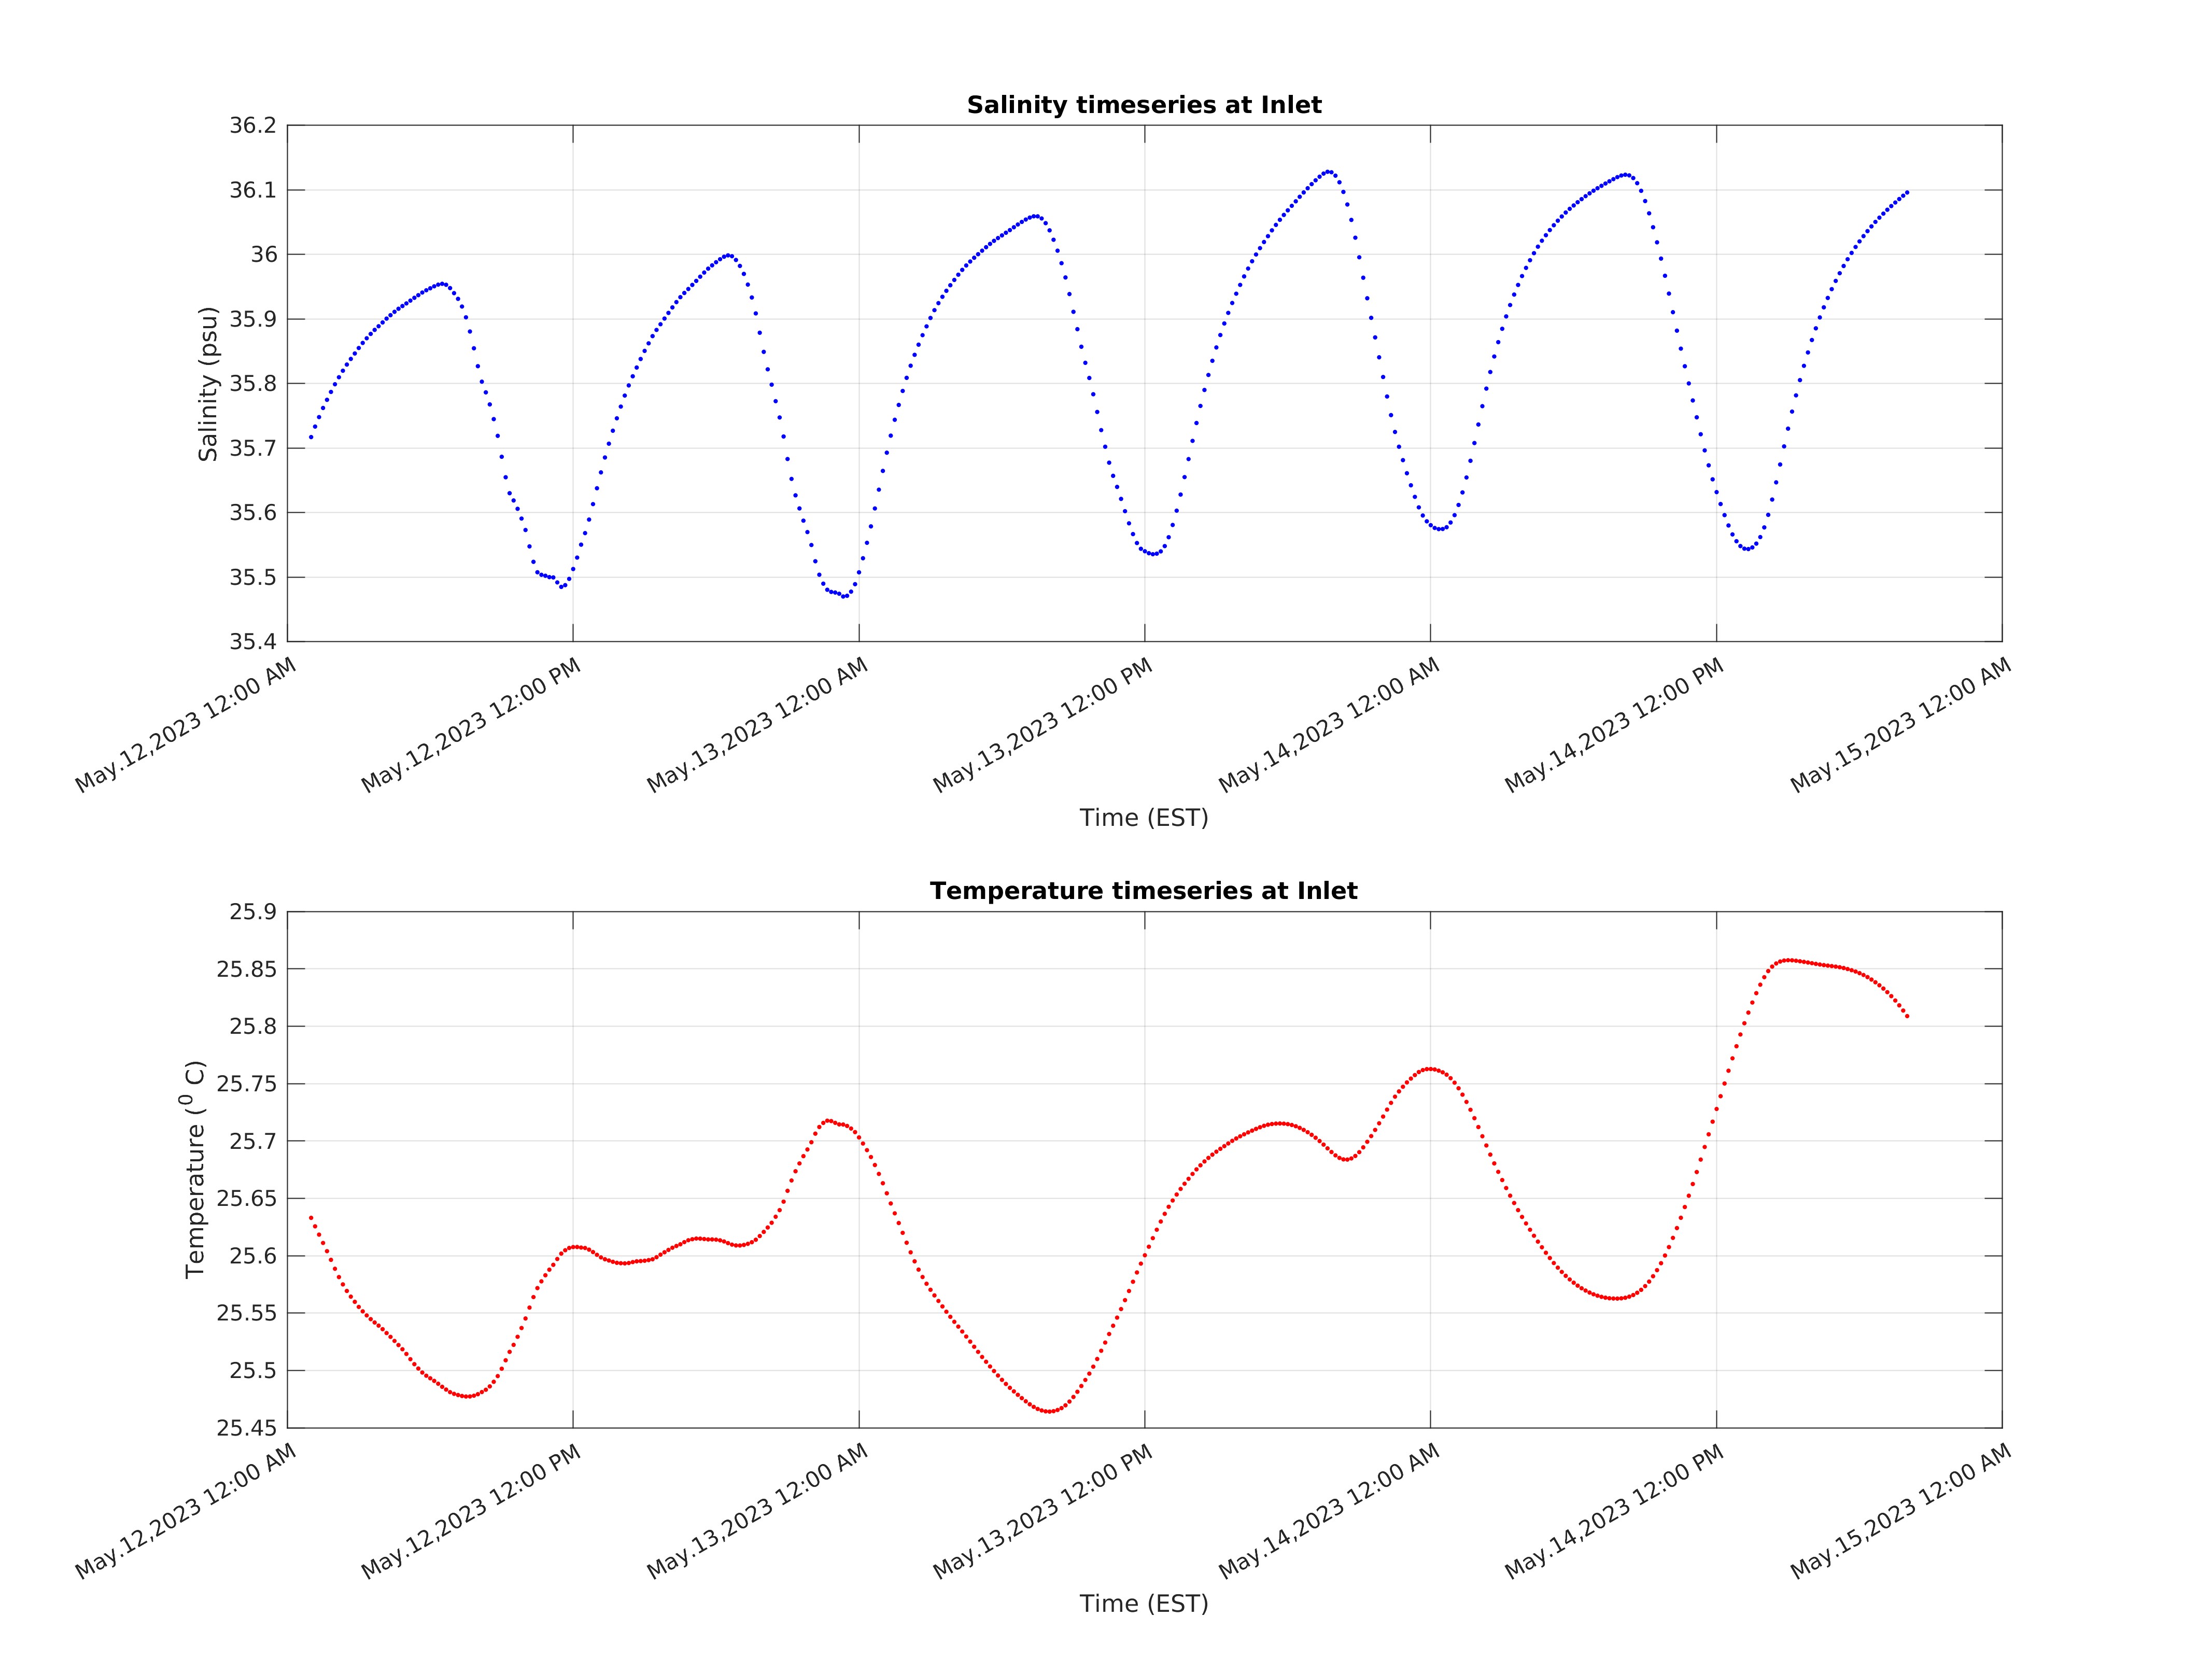 Salinity timeseries at Inlet
36.2
36.1
36
35.9
35.8
35.7
35.6
35.5
35.4
Salinity (psu)
May.12,2023 12:00 AM
May.12,2023 12:00 PM
May.13,2023 12:00 AM
May.13,2023 12:00 PM
May.14,2023 12:00 AM
May.14,2023 12:00 PM
May.15,2023 12:00 AM
Time (EST)
Temperature timeseries at Inlet
25.9
25.85
25.8
25.75
25.7
25.65
25.6
25.55
25.5
25.45
Temperature (⁰ C)
May.12,2023 12:00 AM
May.12,2023 12:00 PM
May.13,2023 12:00 AM
May.13,2023 12:00 PM
May.14,2023 12:00 AM
May.14,2023 12:00 PM
May.15,2023 12:00 AM
Time (EST)